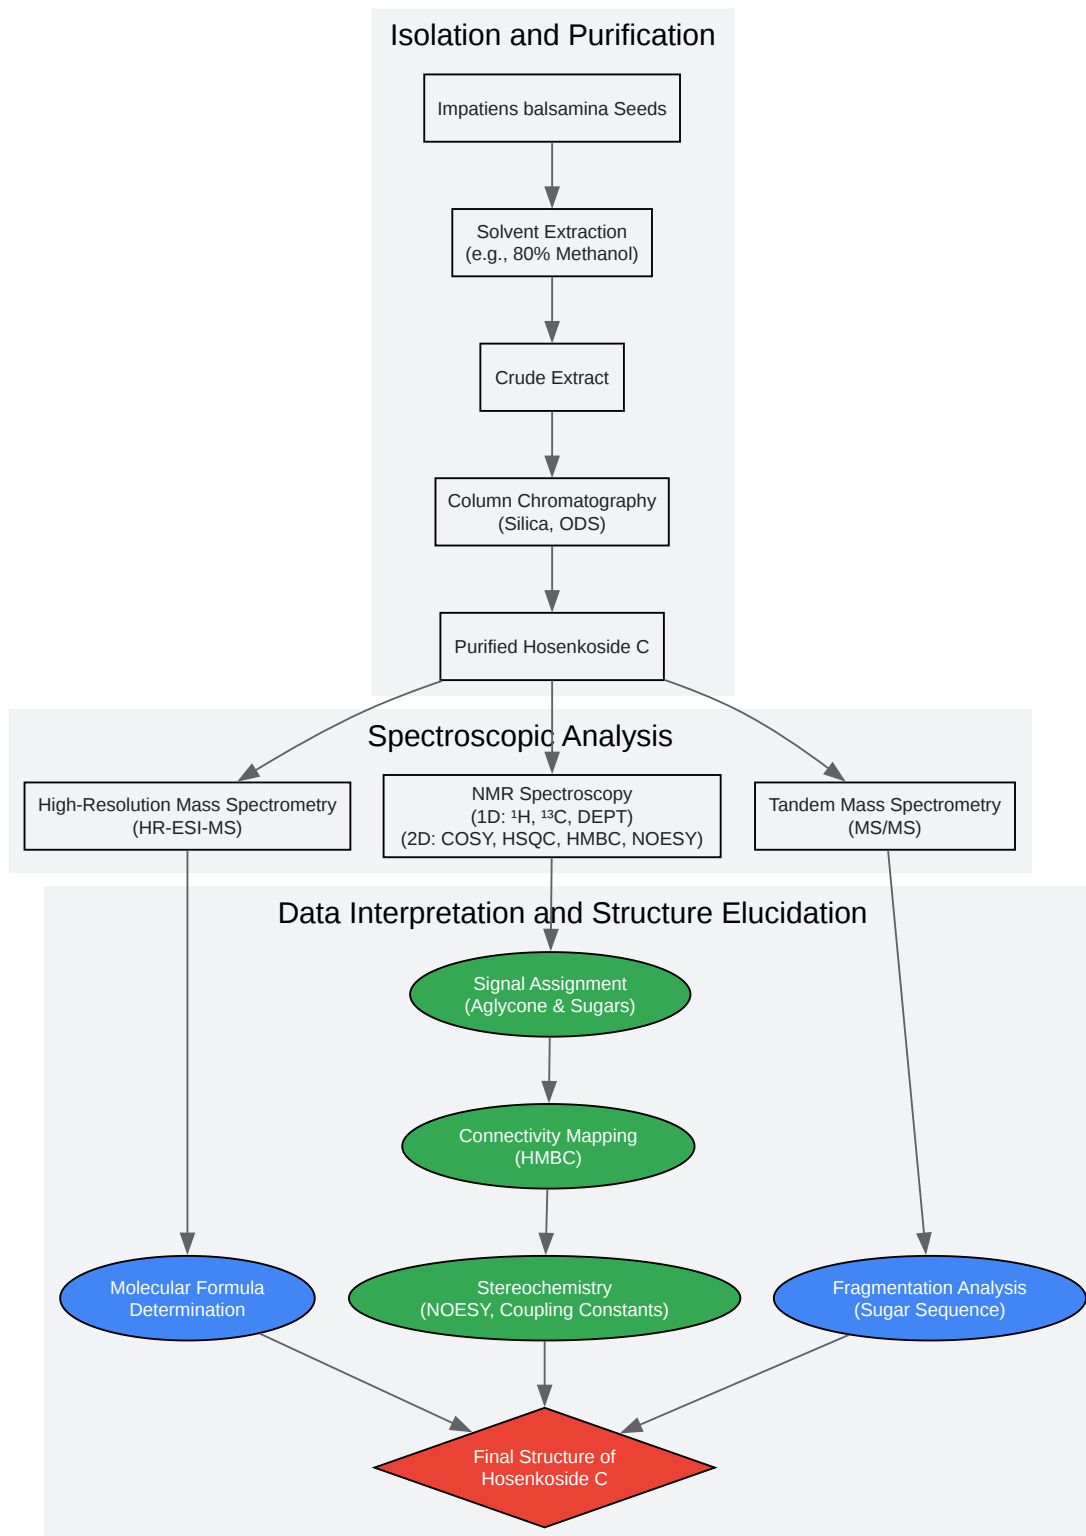 Isolation and Purification
Impatiens balsamina Seeds
Solvent Extraction
(e.g., 80% Methanol)
Crude Extract
Column Chromatography
(Silica, ODS)
Purified Hosenkoside C
Spectroscopic Analysis
High-Resolution Mass Spectrometry
(HR-ESI-MS)
NMR Spectroscopy
(1D: ¹H, ¹³C, DEPT)
(2D: COSY, HSQC, HMBC, NOESY)
Tandem Mass Spectrometry
(MS/MS)
Data Interpretation and Structure Elucidation
Signal Assignment
(Aglycone & Sugars)
Connectivity Mapping
(HMBC)
Molecular Formula
Determination
Stereochemistry
(NOESY, Coupling Constants)
Fragmentation Analysis
(Sugar Sequence)
Final Structure of
Hosenkoside C